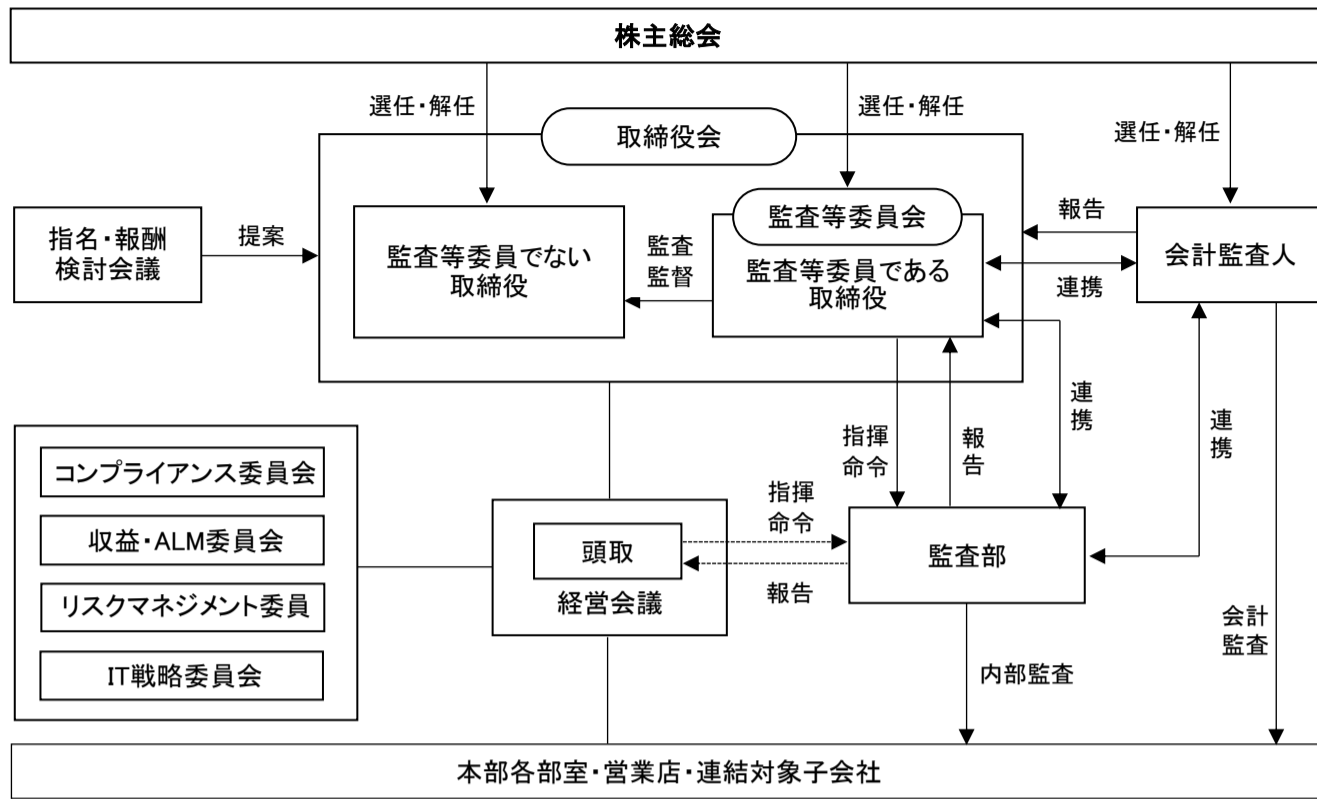 株主総会
選任・解任
選任・解任
選任・解任
取締役会
監査等委員会
指名・報酬
検討会議
提案
監査等委員でない
取締役
監査
監督
監査等委員である
取締役
報告
連携
会計監査人
コンプライアンス委員会
収益・ALM委員会
リスクマネジメント委員
IT戦略委員会
頭取
経営会議
指揮
命令
報告
指揮
命令
報
告
連
携
連
携
監査部
内部監査
会計
監査
本部各部室・営業店・連結対象子会社